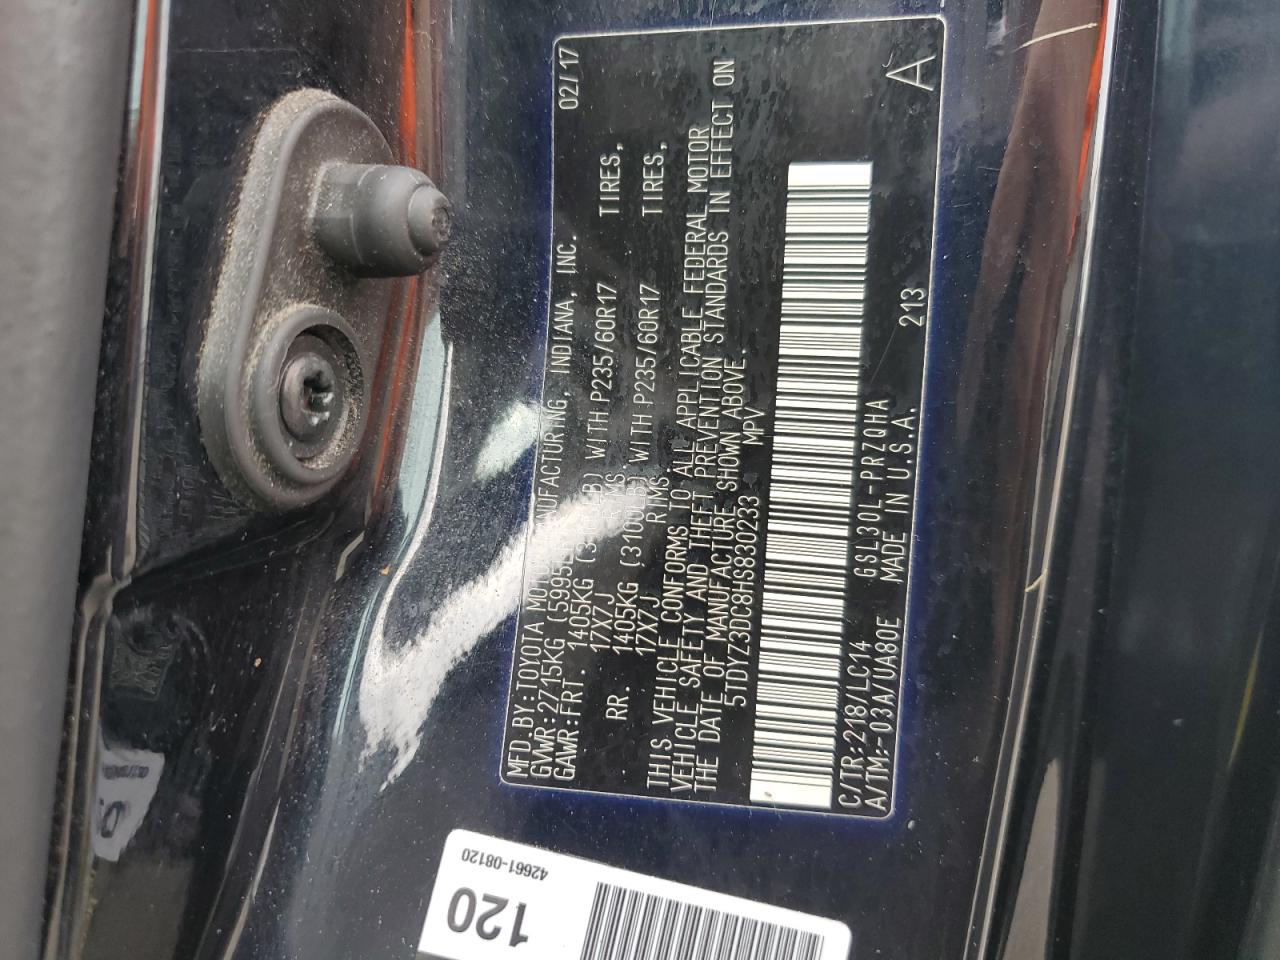 MFD.BY:TOYOTA MOTOR MANUFACTURING, INDIANA, INC. 02/17
GVWR:2715KG (5995LB)
GAWR:FRT. 1405KG (3100LB) WITH P235/60R17 TIRES,
17X7J RIMS,
RR. 1405KG (3100LB) WITH P235/60R17 TIRES,
17X7J RIMS,
THIS VEHICLE CONFORMS TO ALL APPLICABLE FEDERAL MOTOR
VEHICLE SAFETY AND THEFT PREVENTION STANDARDS IN EFFECT ON
THE DATE OF MANUFACTURE SHOWN ABOVE.
5TDYZ3DC8HS830233 MPV
C/TR:218/LC14 GSL30L-PRZQHA
A/TM:-03A/UA80E MADE IN U.S.A. 213 A
42661-08120
120